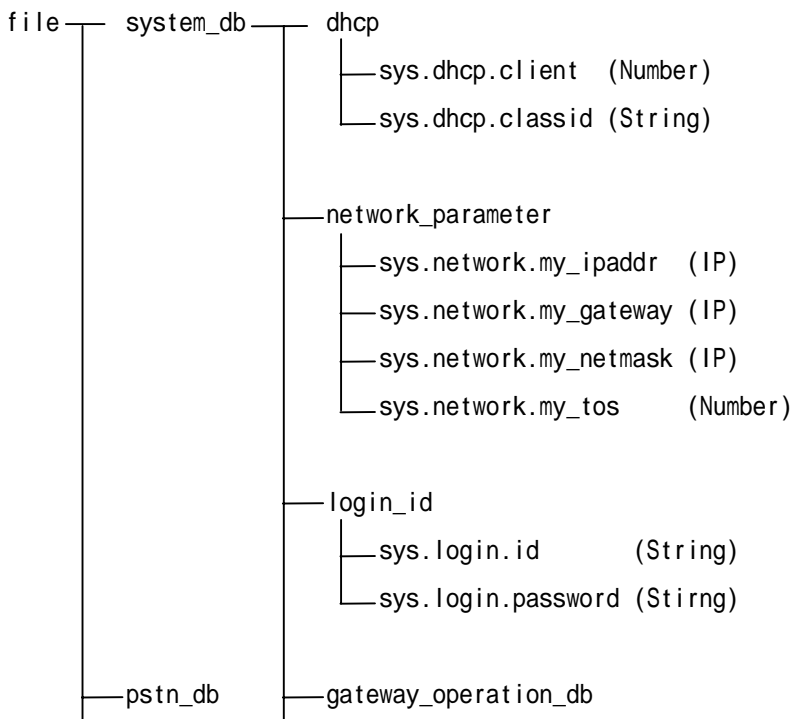 file system_db dhcp
sys.dhcp.client (Number)
sys.dhcp.classid (String)
network_parameter
sys.network.my_ipaddr (IP)
sys.network.my_gateway (IP)
sys.network.my_netmask (IP)
sys.network.my_tos (Number)
login_id
sys.login.id (String)
sys.login.password (Stirng)
pstn_db gateway_operation_db